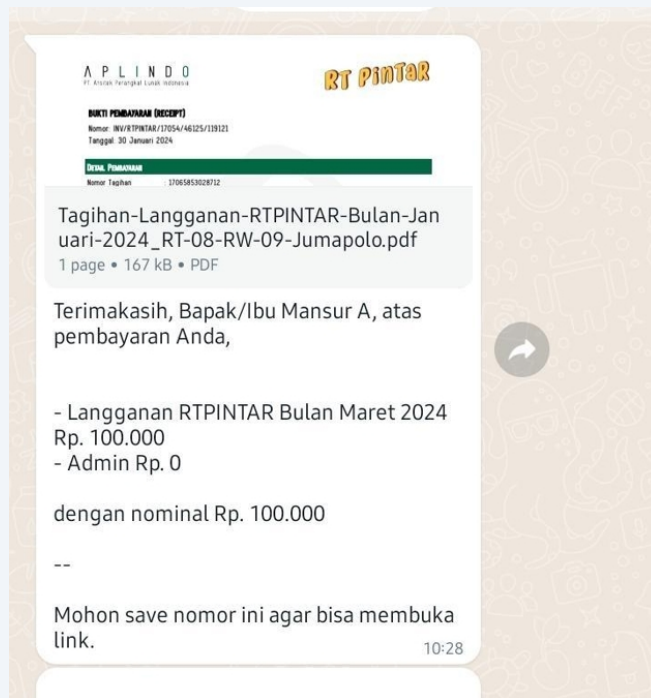 APLINDO
PT. Aplikasi Perangkat Lunak Indonesia
RT PINTAR
BUKTI PEMBAYARAN (RECEIPT)
Nomor: INV/RTPINTAR/17054/46125/119121
Tanggal 30 Januari 2024
DETAIL PEMBAYARAN
Nomor Tagihan : 17065853028712
Tagihan-Langganan-RTPINTAR-Bulan-Jan
uari-2024_RT-08-RW-09-Jumapolo.pdf
1 page • 167 kB • PDF
Terimakasih, Bapak/Ibu Mansur A, atas
pembayaran Anda,
- Langganan RTPINTAR Bulan Maret 2024
Rp. 100.000
- Admin Rp. 0
dengan nominal Rp. 100.000
--
Mohon save nomor ini agar bisa membuka
link.
10:28